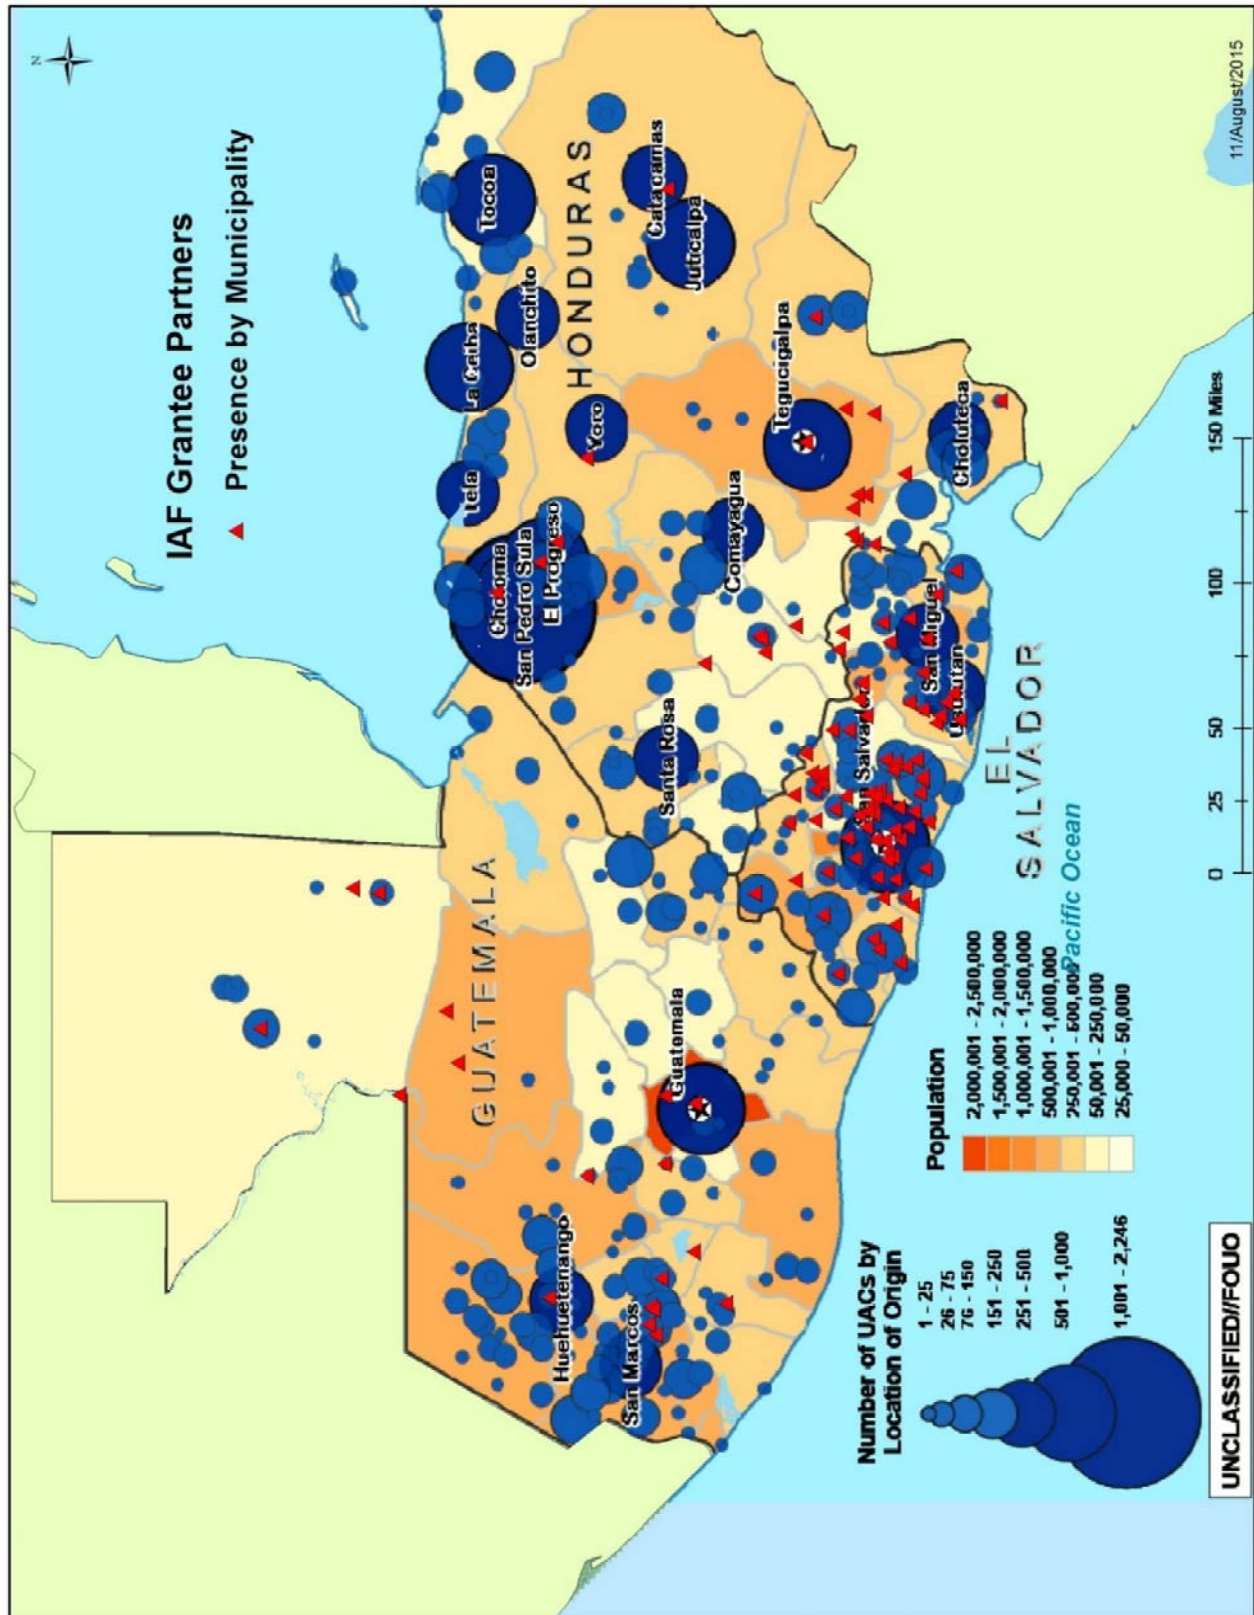 IAF Grantee Partners
Presence by Municipality
N
GUATEMALA
HONDURAS
EL
SALVADOR
Pacific Ocean
Huehuetenango
San Marcos
Guatemala
Santa Rosa
Choloma
San Pedro Sula
El Progreso
Tela
La Ceiba
Olanchito
Tocoa
Yoro
Catacamas
Juticalpa
Comayagua
Tegucigalpa
Choluteca
San Salvador
San Miguel
Usulutan
Number of UACs by
Location of Origin
1 - 25
26 - 75
76 - 150
151 - 250
251 - 500
501 - 1,000
1,001 - 2,246
Population
2,000,001 - 2,500,000
1,500,001 - 2,000,000
1,000,001 - 1,500,000
500,001 - 1,000,000
250,001 - 500,000
50,001 - 250,000
25,000 - 50,000
0 25 50 100 150 Miles
UNCLASSIFIED//FOUO
11/August/2015